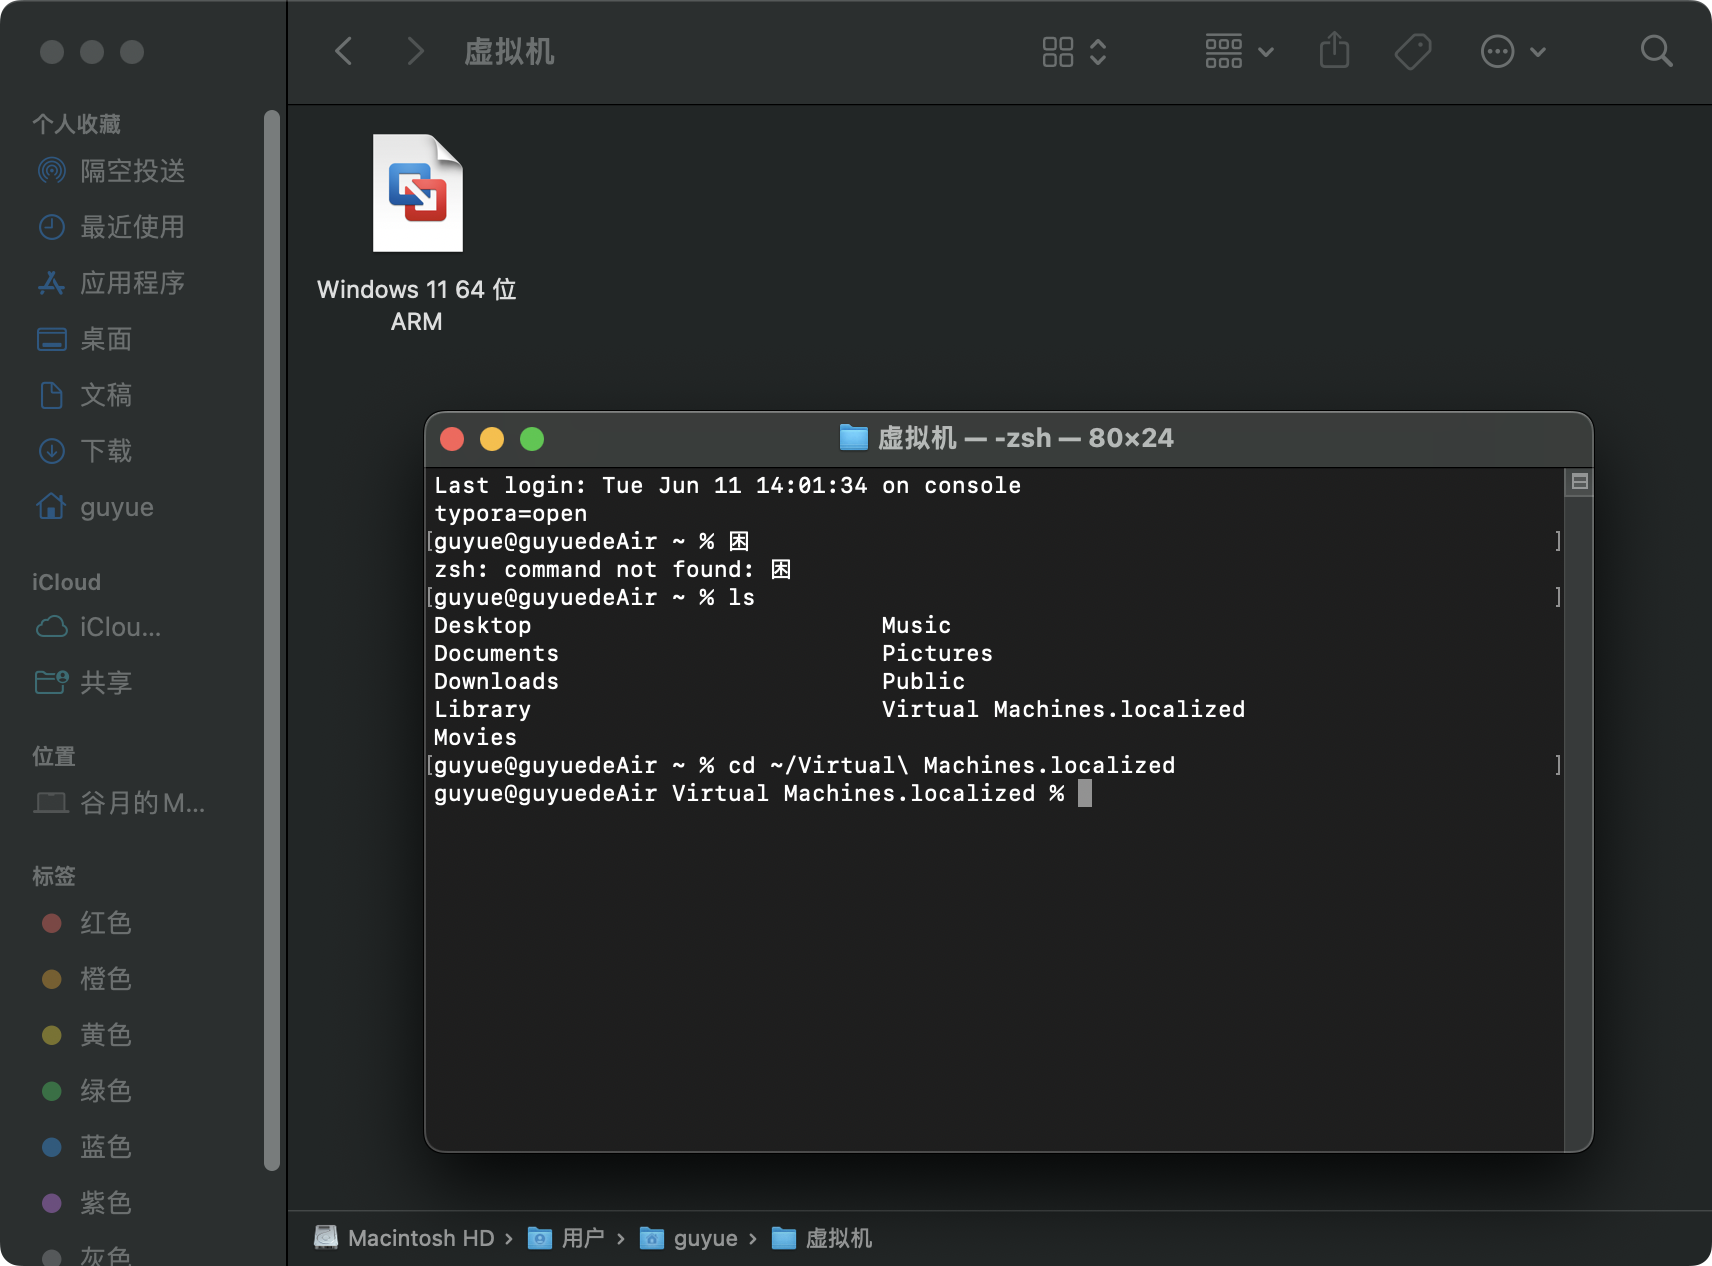 虚拟机
个人收藏
隔空投送
最近使用
应用程序
桌面
文稿
下载
guyue
iCloud
iClou...
共享
位置
谷月的 M...
标签
红色
橙色
黄色
绿色
蓝色
紫色
灰色
Windows 11 64 位
ARM
虚拟机 — -zsh — 80×24
Last login: Tue Jun 11 14:01:34 on console
typora=open
[guyue@guyuedeAir ~ % 困 ]
zsh: command not found: 困
[guyue@guyuedeAir ~ % ls ]
Desktop Music
Documents Pictures
Downloads Public
Library Virtual Machines.localized
Movies
[guyue@guyuedeAir ~ % cd ~/Virtual\ Machines.localized ]
guyue@guyuedeAir Virtual Machines.localized %
Macintosh HD › 用户 › guyue › 虚拟机